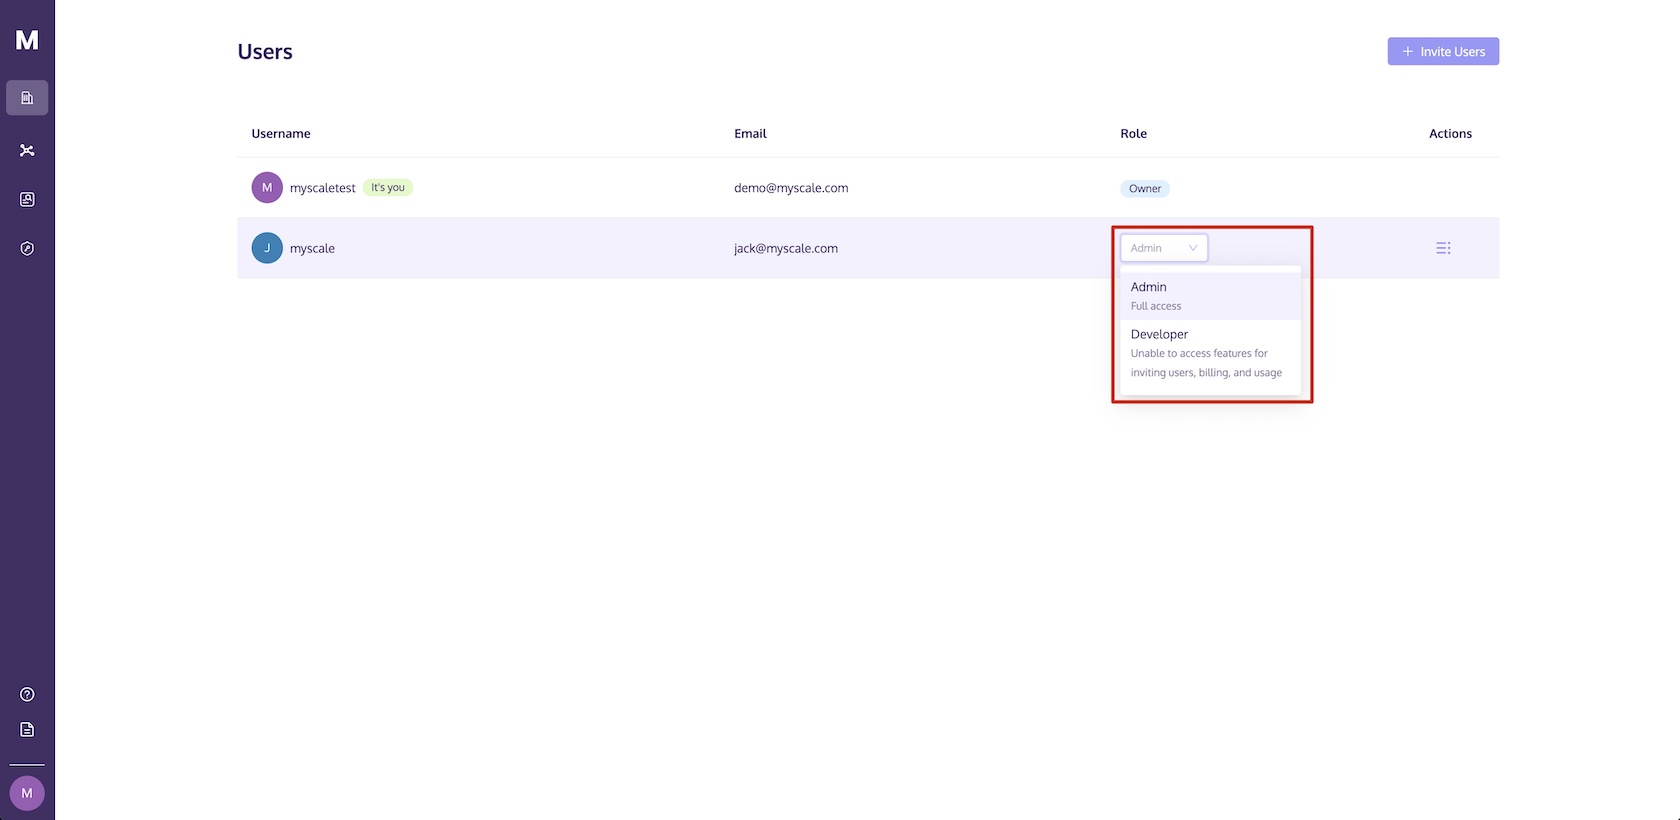 M
Users
Invite Users
Username Email Role Actions
M myscaletest It's you demo@myscale.com Owner
J myscale jack@myscale.com Admin
Admin
Full access
Developer
Unable to access features for
inviting users, billing, and usage
M